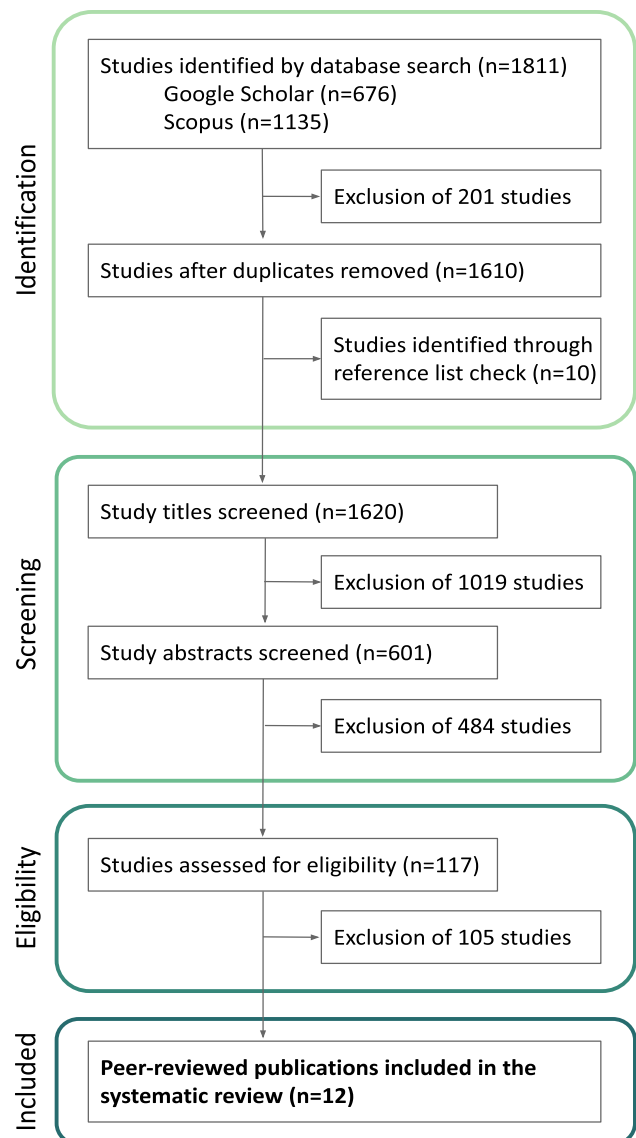 Identification
Studies identified by database search (n=1811)
Google Scholar (n=676)
Scopus (n=1135)
Exclusion of 201 studies
Studies after duplicates removed (n=1610)
Studies identified through
reference list check (n=10)
Screening
Study titles screened (n=1620)
Exclusion of 1019 studies
Study abstracts screened (n=601)
Exclusion of 484 studies
Eligibility
Studies assessed for eligibility (n=117)
Exclusion of 105 studies
Included
Peer-reviewed publications included in the
systematic review (n=12)